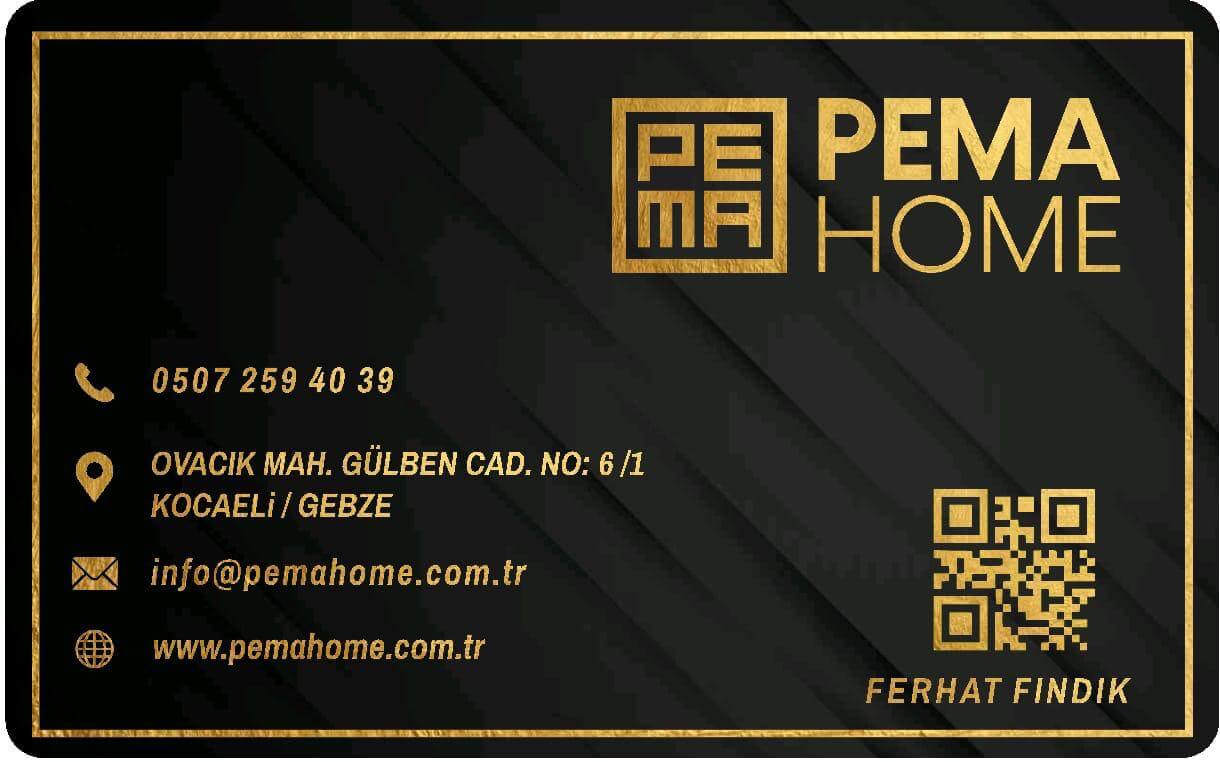 PE
MA
PEMA
HOME
0507 259 40 39
OVACIK MAH. GÜLBEN CAD. NO: 6 /1
KOCAELİ / GEBZE
info@pemahome.com.tr
www.pemahome.com.tr
FERHAT FINDIK